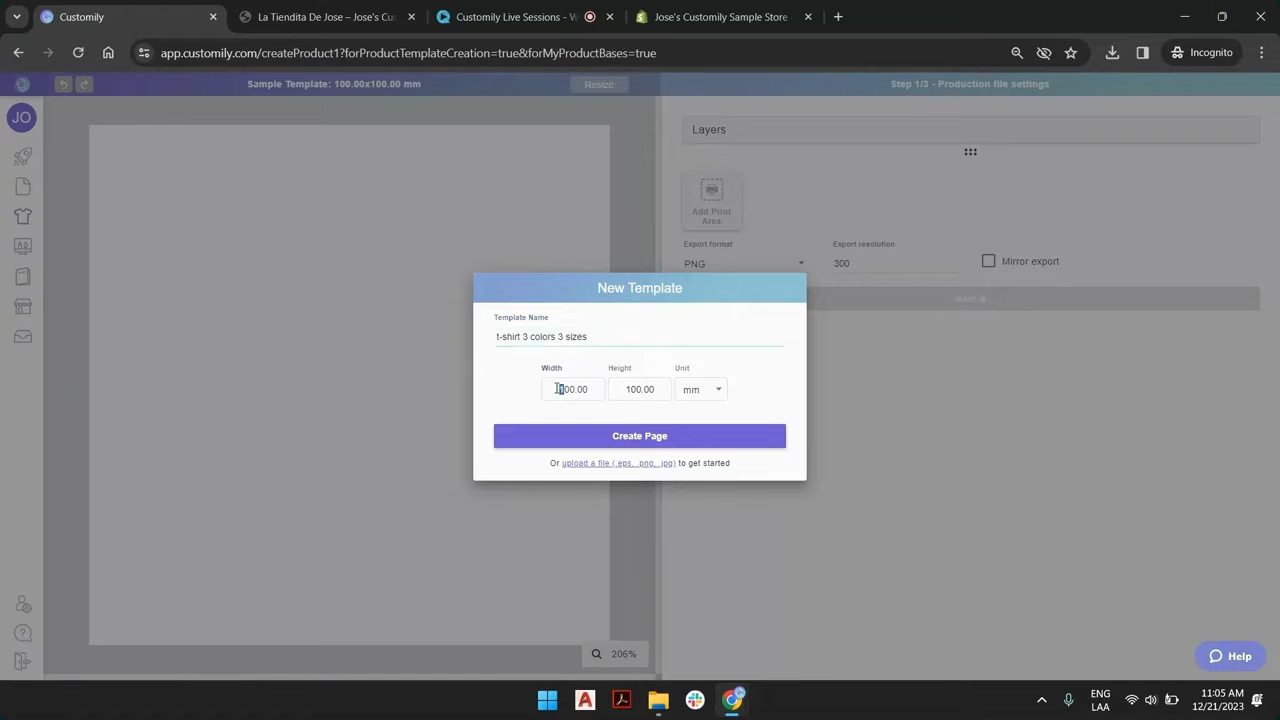 Customily
La Tiendita De Jose – Jose's Cus
Customily Live Sessions - W
Jose's Customily Sample Store
app.customily.com/createProduct1?forProductTemplateCreation=true&forMyProductBases=true
Incognito
Sample Template: 100.00x100.00 mm
Resize
Step 1/3 - Production file settings
JO
Layers
Add Print
Area
Export format
Export resolution
PNG
300
Mirror export
New Template
Template Name
t-shirt 3 colors 3 sizes
Width
Height
Unit
100.00
100.00
mm
Create Page
Or upload a file (.eps, .png, .jpg) to get started
206%
Help
ENG
LAA
11:05 AM
12/21/2023